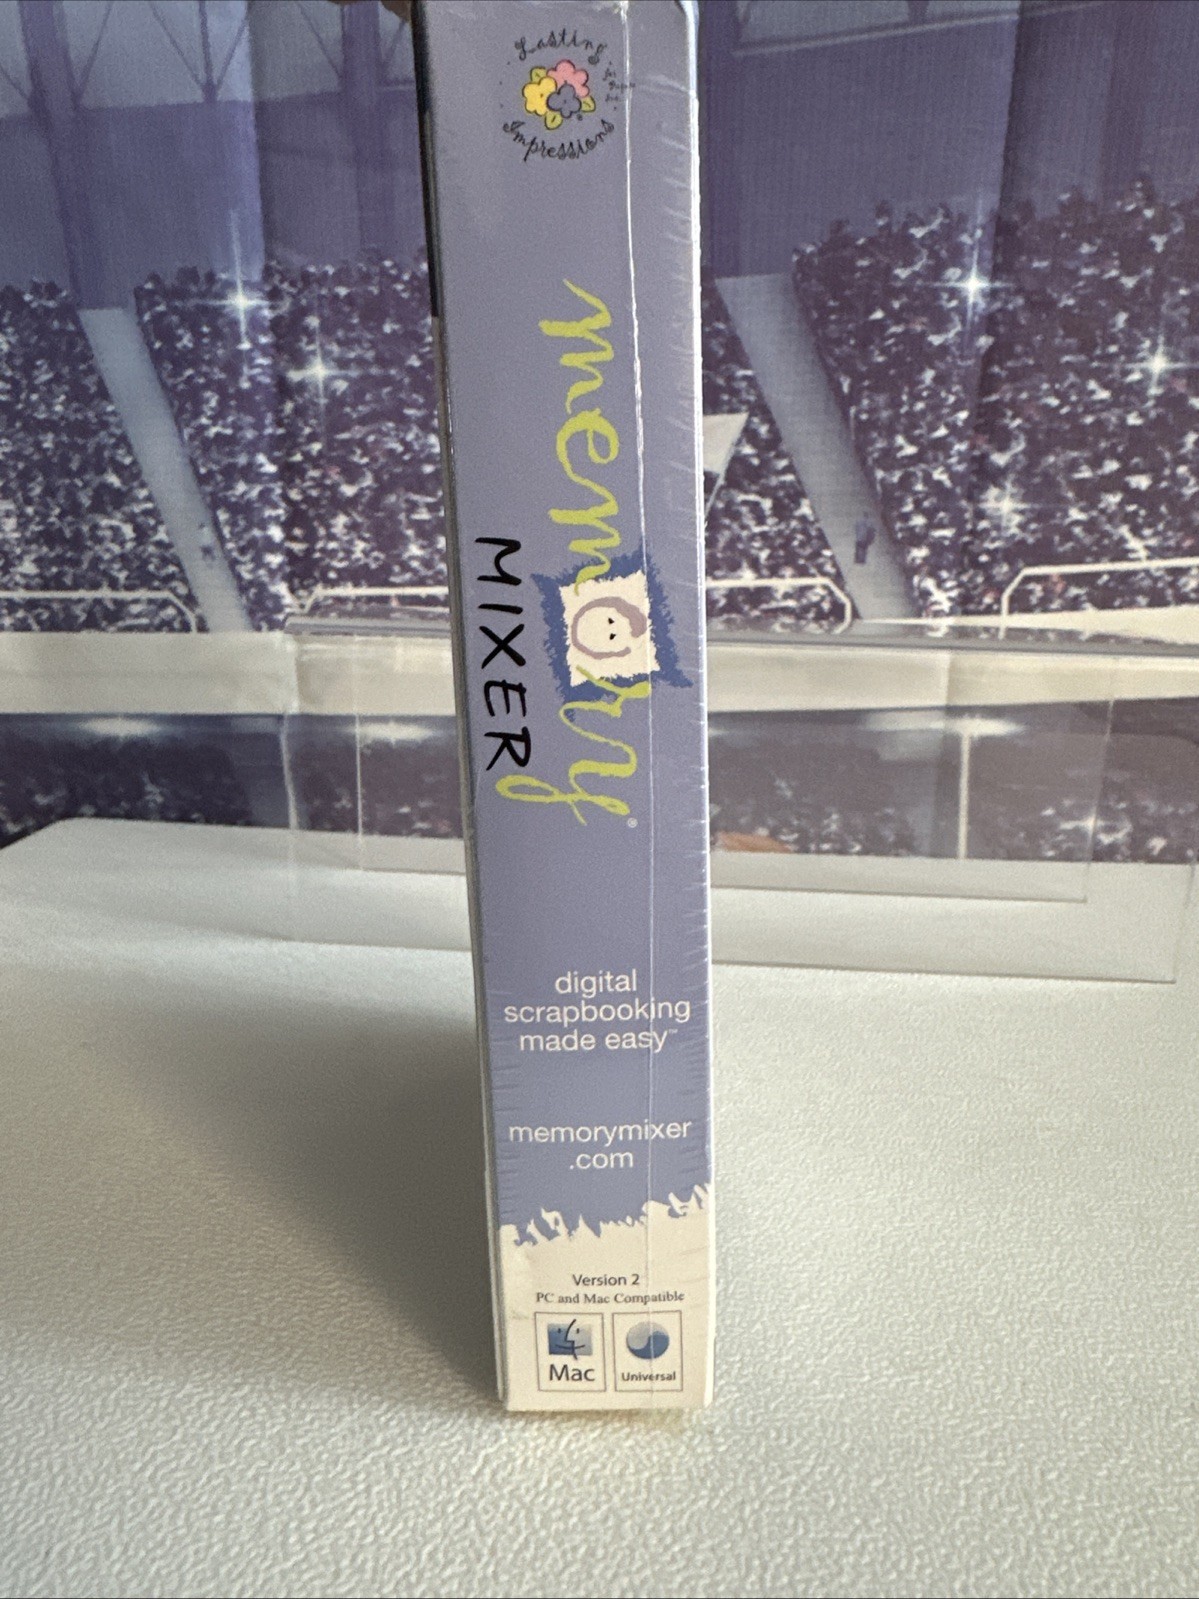 Lasting
Impressions
memory®
MIXER
digital
scrapbooking
made easy™
memorymixer
.com
Version 2
PC and Mac Compatible
Mac
Universal